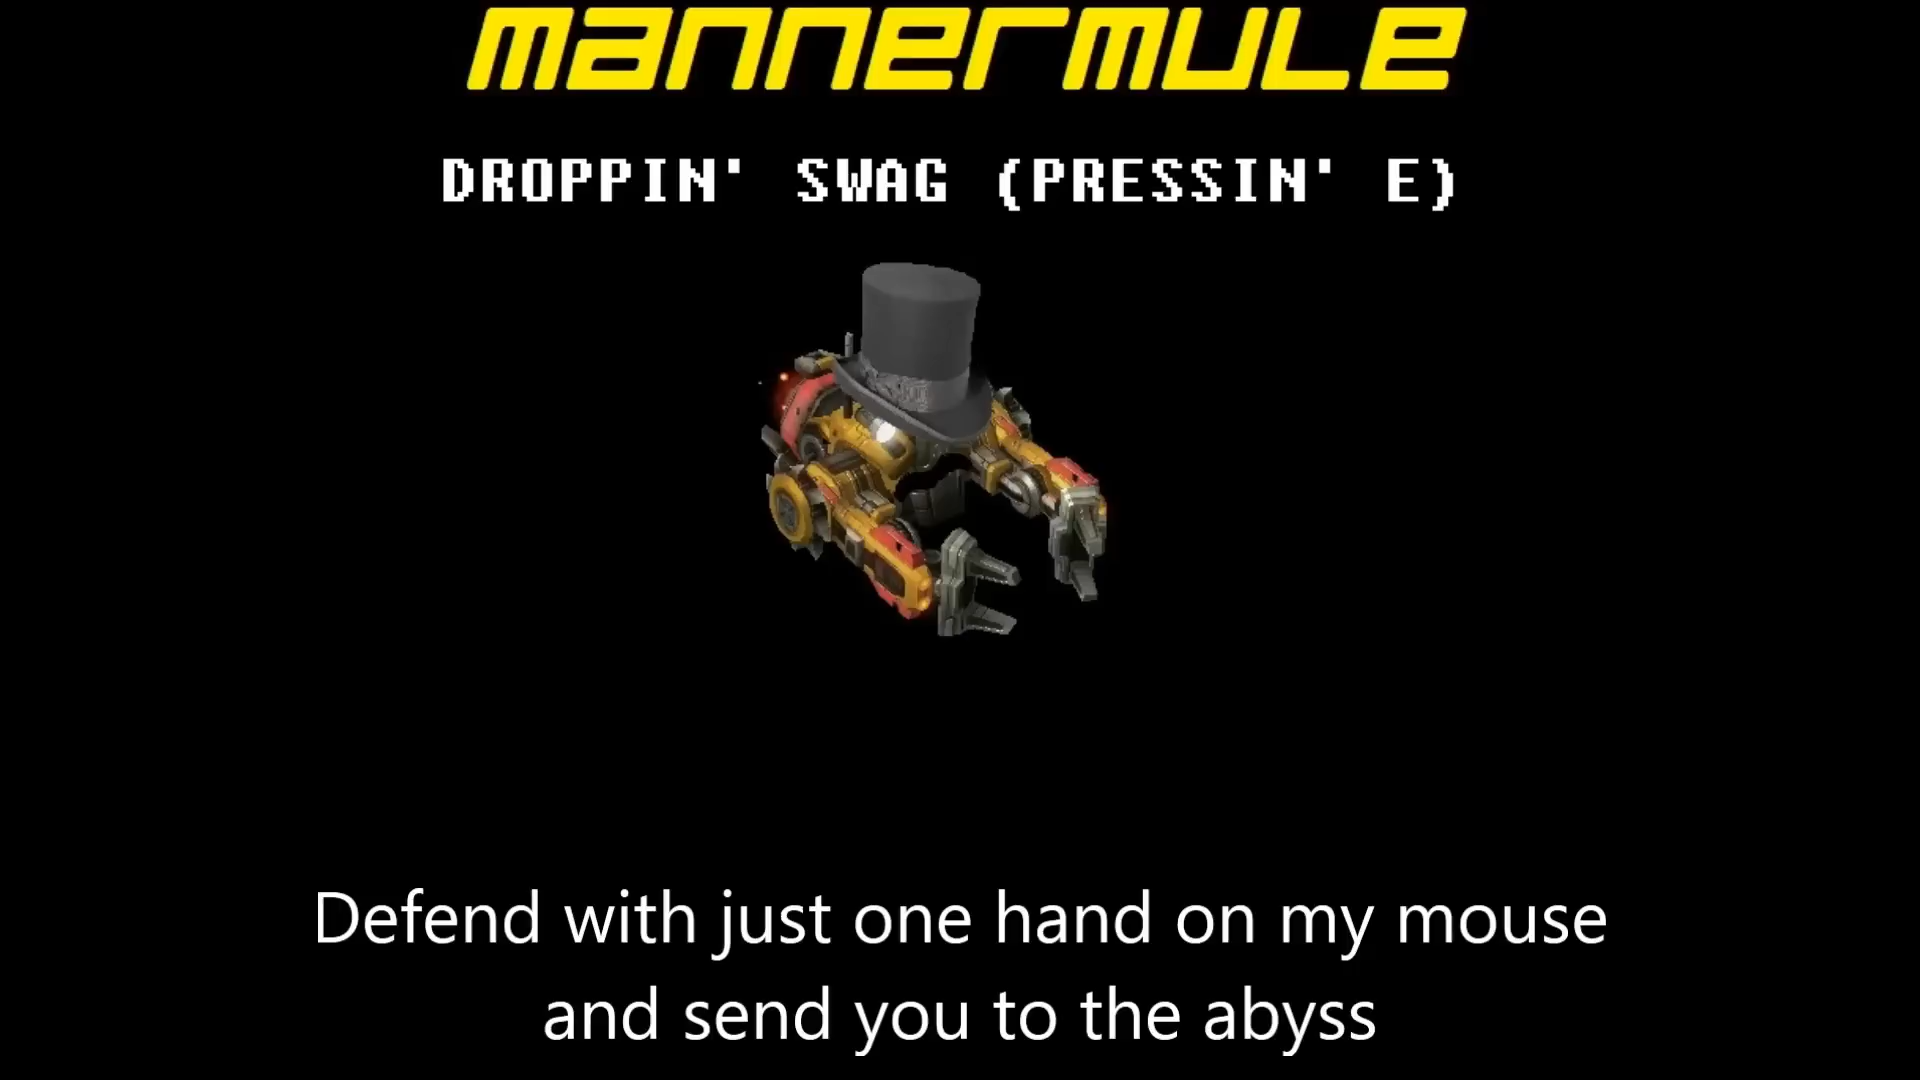 mannermule
DROPPIN' SWAG (PRESSIN' E)
Defend with just one hand on my mouse
and send you to the abyss